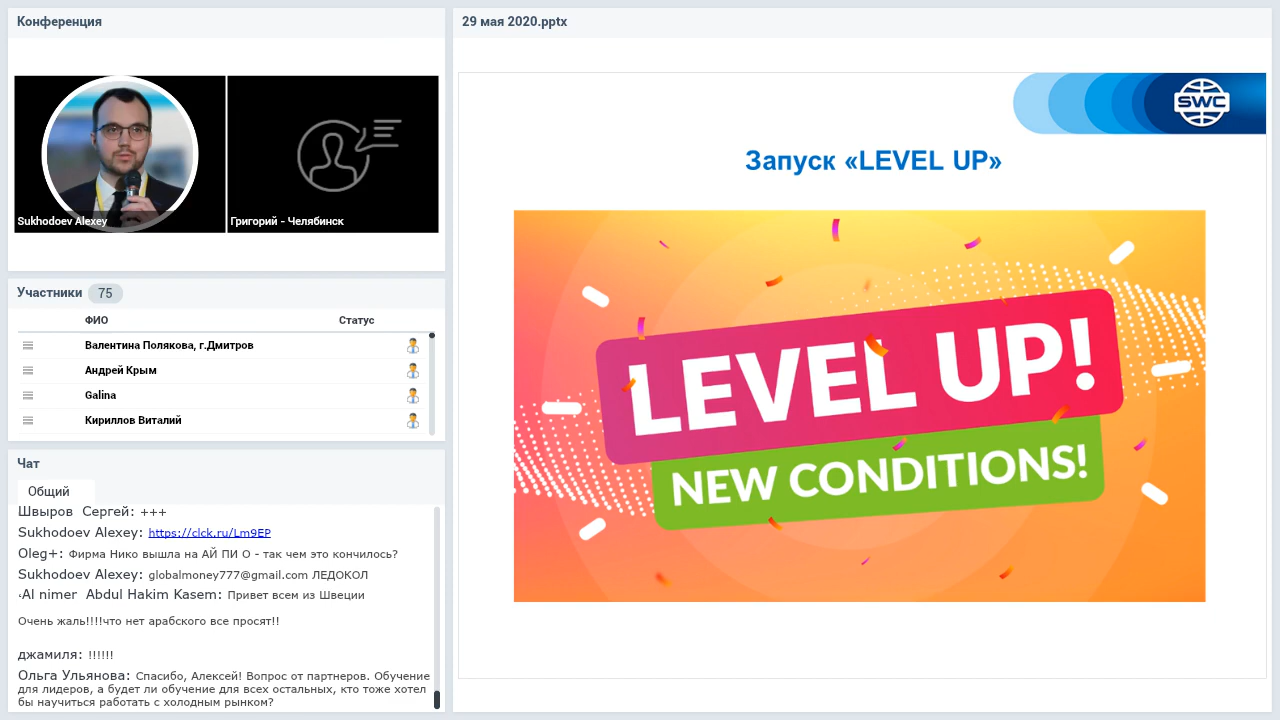 Конференция
Sukhodoev Alexey
Григорий - Челябинск
Участники 75
ФИО Статус
Валентина Полякова, г.Дмитров
Андрей Крым
Galina
Кириллов Виталий
Чат
Общий
Швыров Сергей: +++
Sukhodoev Alexey: https://clck.ru/Lm9EP
Oleg+: Фирма Нико вышла на АЙ ПИ О - так чем это кончилось?
Sukhodoev Alexey: globalmoney777@gmail.com ЛЕДОКОЛ
‹Al nimer Abdul Hakim Kasem: Привет всем из Швеции
Очень жаль!!!!что нет арабского все просят!!
джамиля: !!!!!!
Ольга Ульянова: Спасибо, Алексей! Вопрос от партнеров. Обучение
для лидеров, а будет ли обучение для всех остальных, кто тоже хотел
бы научиться работать с холодным рынком?
29 мая 2020.pptx
SWC
Запуск «LEVEL UP»
LEVEL UP!
NEW CONDITIONS!